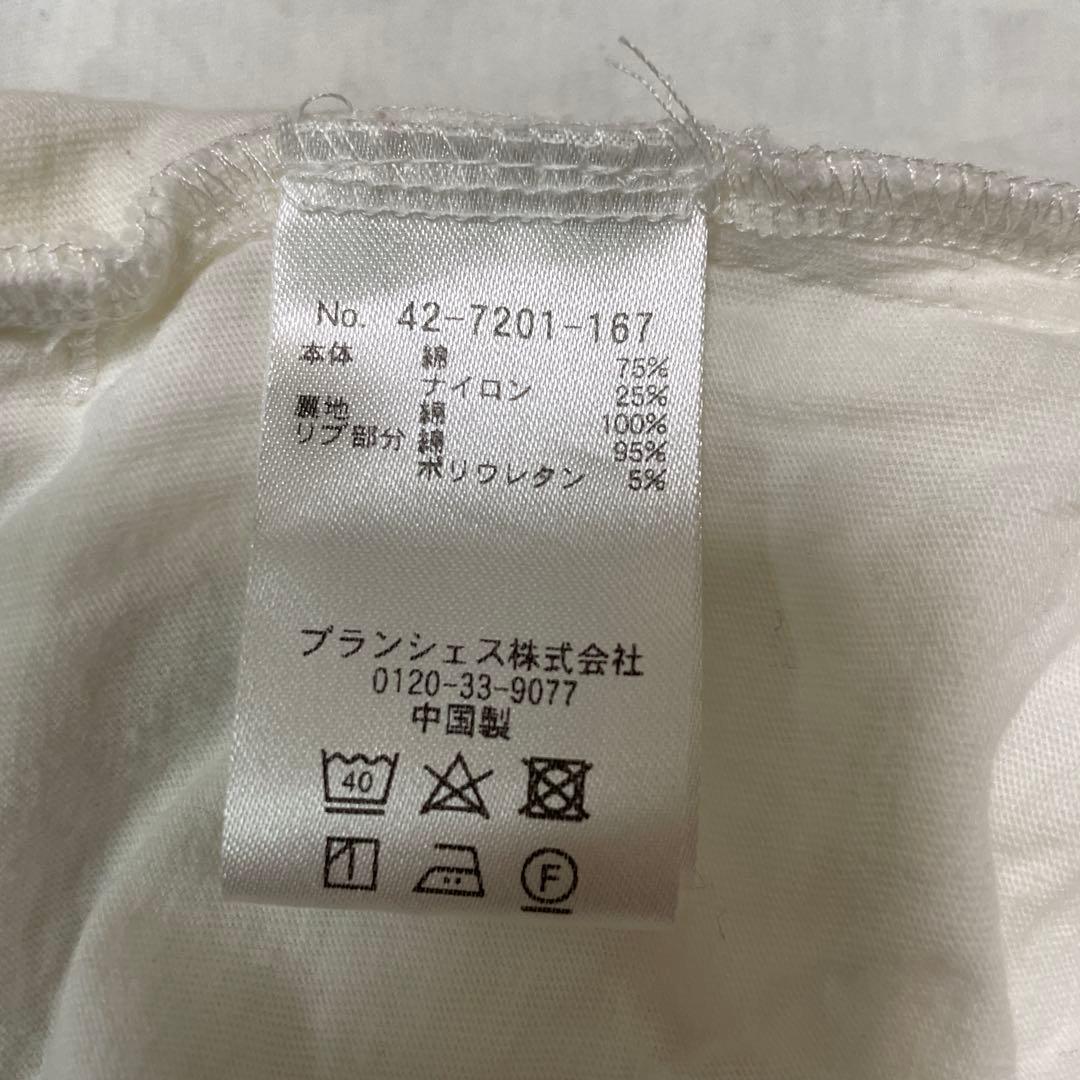 No. 42-7201-167
本体 綿 75%
ナイロン 25%
裏地 綿 100%
リブ部分 綿 95%
ポリウレタン 5%
ブランシェス株式会社
0120-33-9077
中国製
40
F